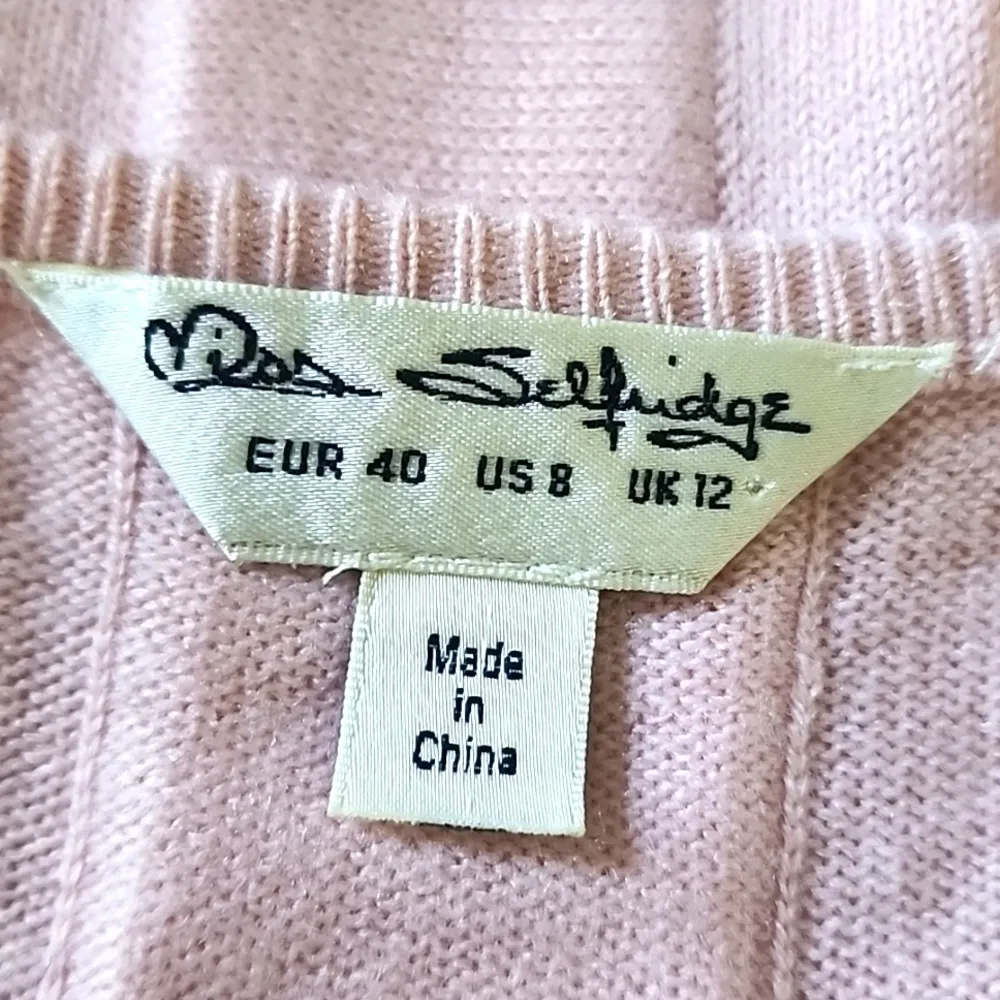 Miss Selfridge
EUR 40 US 8 UK 12
Made
in
China